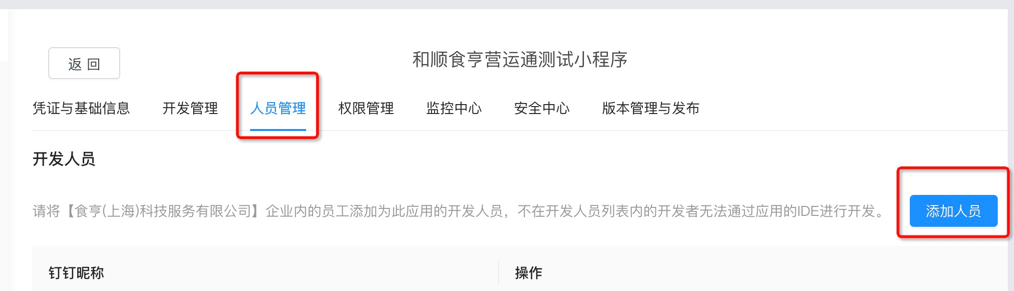 返 回
和顺食亨营运通测试小程序
凭证与基础信息 开发管理 人员管理 权限管理 监控中心 安全中心 版本管理与发布
开发人员
请将【食亨(上海)科技服务有限公司】企业内的员工添加为此应用的开发人员，不在开发人员列表内的开发者无法通过应用的IDE进行开发。 添加人员
钉钉昵称 操作